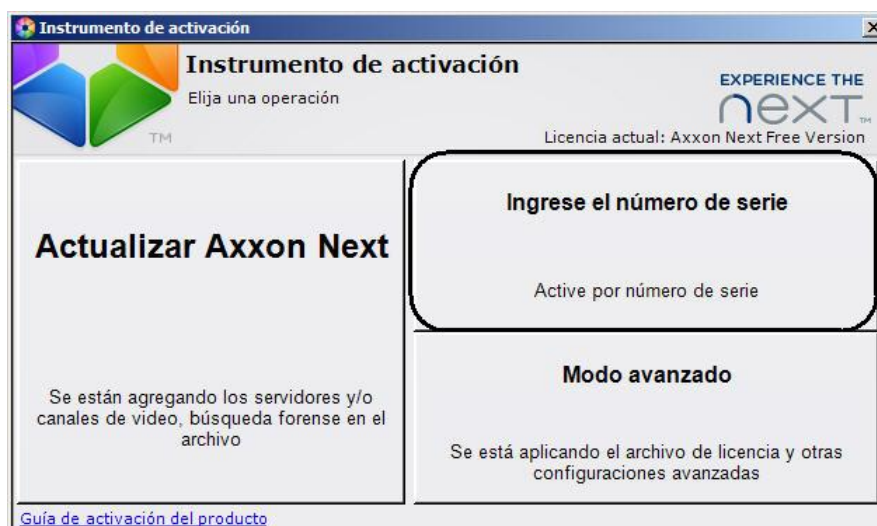 Instrumento de activación
Instrumento de activación
Elija una operación
EXPERIENCE THE
next™
TM
Licencia actual: Axxon Next Free Version
Actualizar Axxon Next
Se están agregando los servidores y/o
canales de video, búsqueda forense en el
archivo
Ingrese el número de serie
Active por número de serie
Modo avanzado
Se está aplicando el archivo de licencia y otras
configuraciones avanzadas
Guía de activación del producto